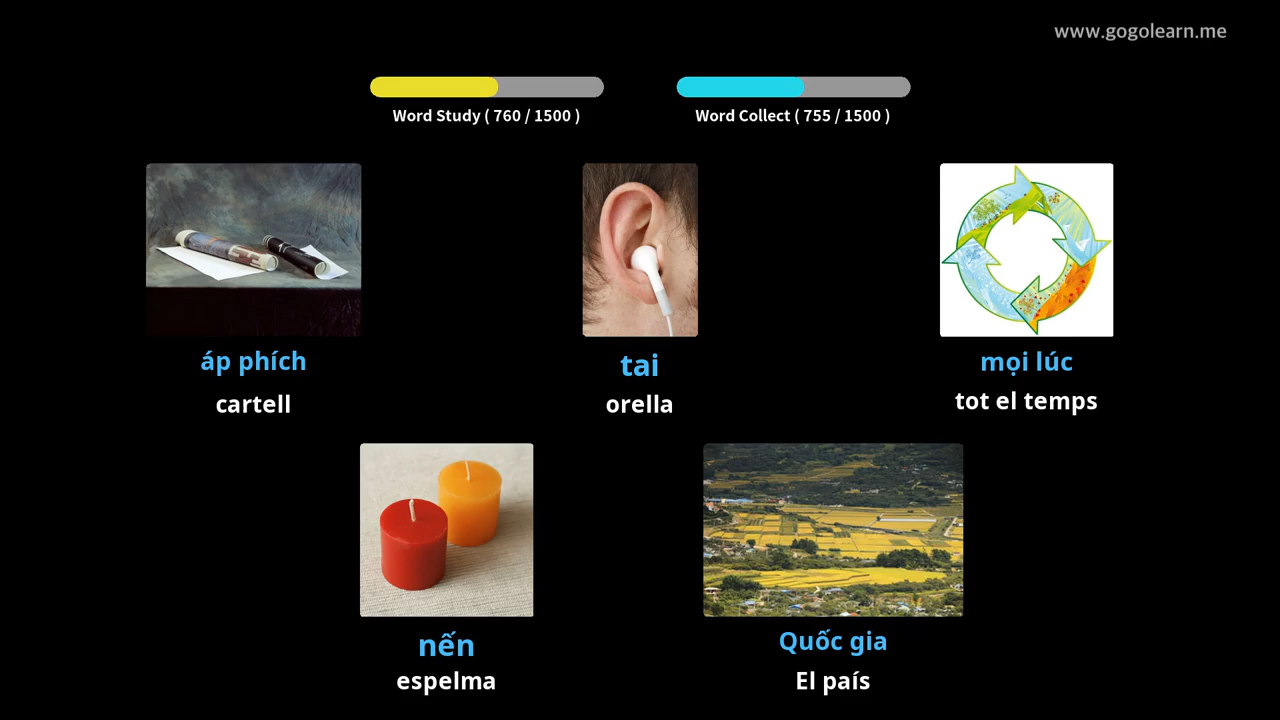 www.gogolearn.me
Word Study ( 760 / 1500 )
Word Collect ( 755 / 1500 )
áp phích
cartell
tai
orella
mọi lúc
tot el temps
nến
espelma
Quốc gia
El país